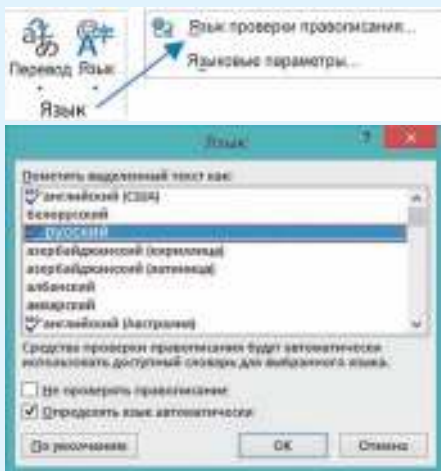 Перевод Язык
Язык проверки правописания...
Языковые параметры...
Язык
Язык
?
Пометить выделенный текст как:
английский (США)
белорусский
русский
азербайджанский (кириллица)
азербайджанский (латиница)
албанский
амхарский
английский (Австралия)
Средства проверки правописания будут автоматически
использовать доступный словарь для выбранного языка.
Не проверять правописание
Определять язык автоматически
По умолчанию
ОК
Отмена